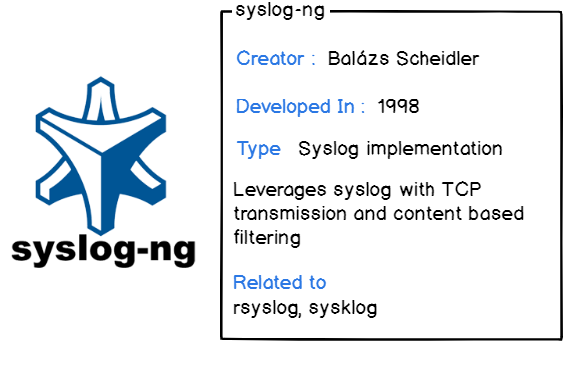 syslog-ng
Creator : Balázs Scheidler
Developed In : 1998
Type Syslog implementation
Leverages syslog with TCP
transmission and content based
filtering
Related to
rsyslog, sysklog
syslog-ng